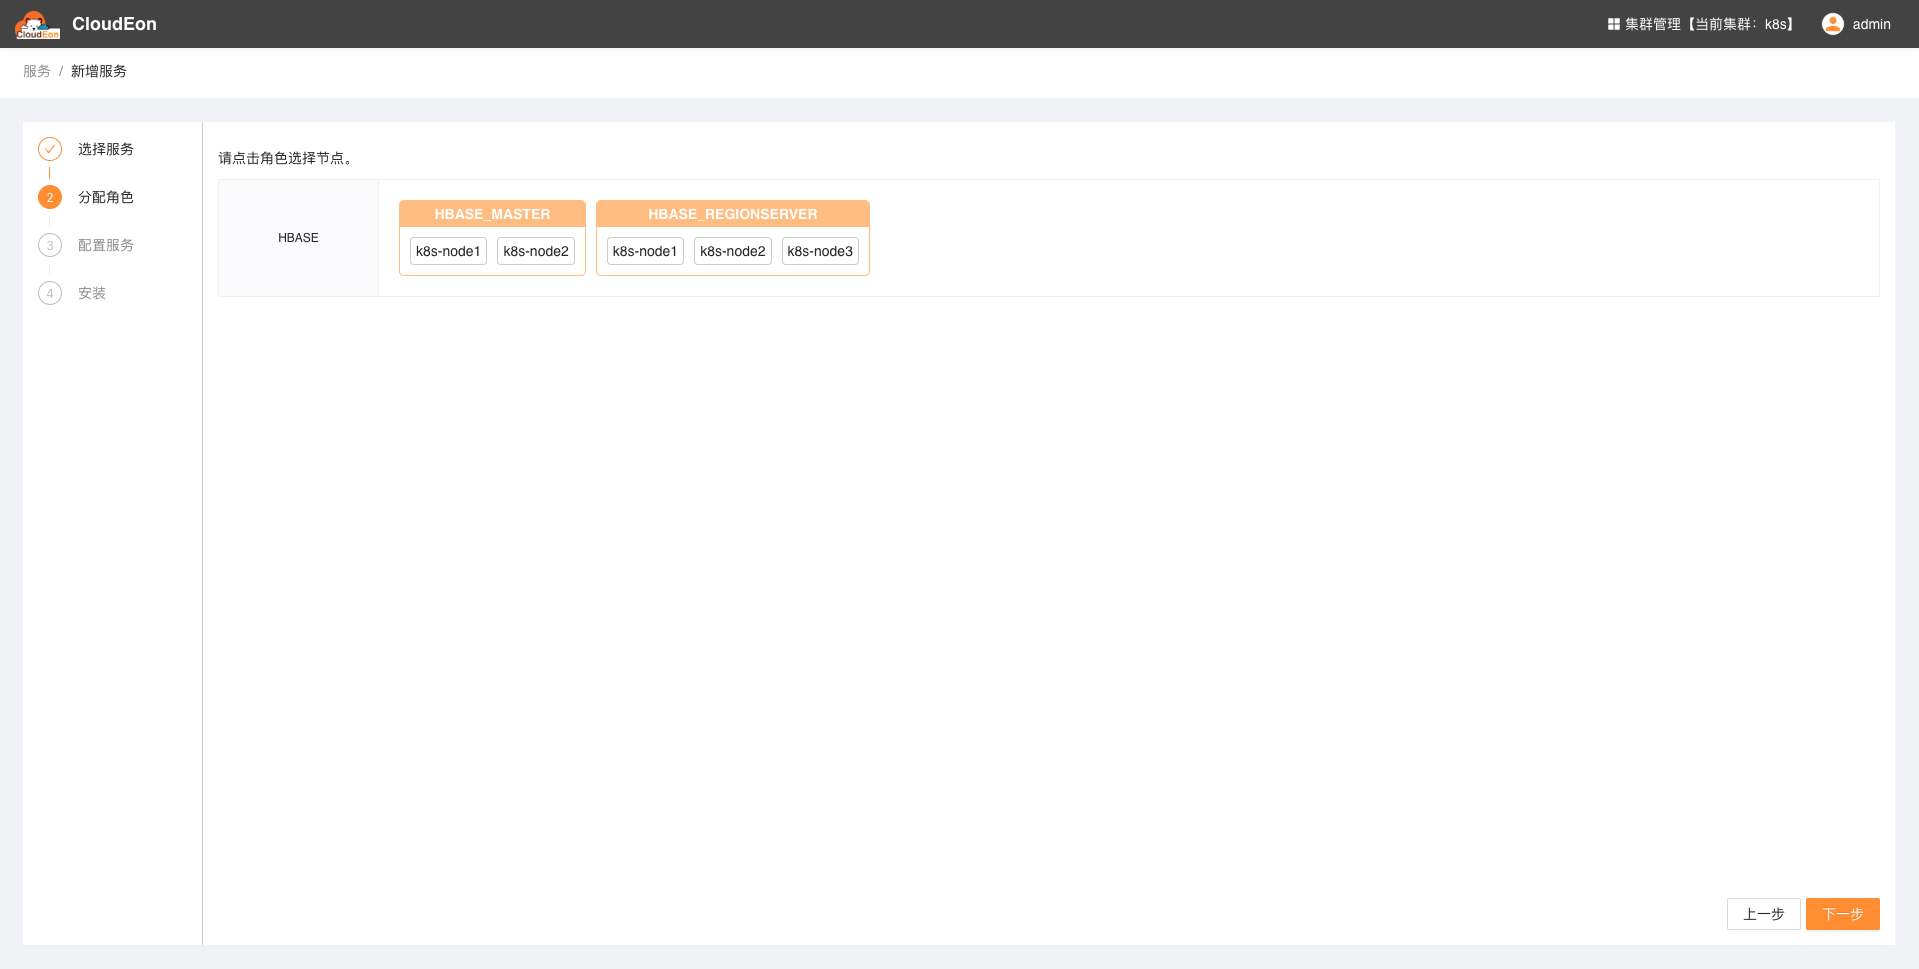 CloudEon
CloudEon
集群管理【当前集群：k8s】
admin
服务 / 新增服务
选择服务
2 分配角色
3 配置服务
4 安装
请点击角色选择节点。
HBASE
HBASE_MASTER
k8s-node1 k8s-node2
HBASE_REGIONSERVER
k8s-node1 k8s-node2 k8s-node3
上一步 下一步